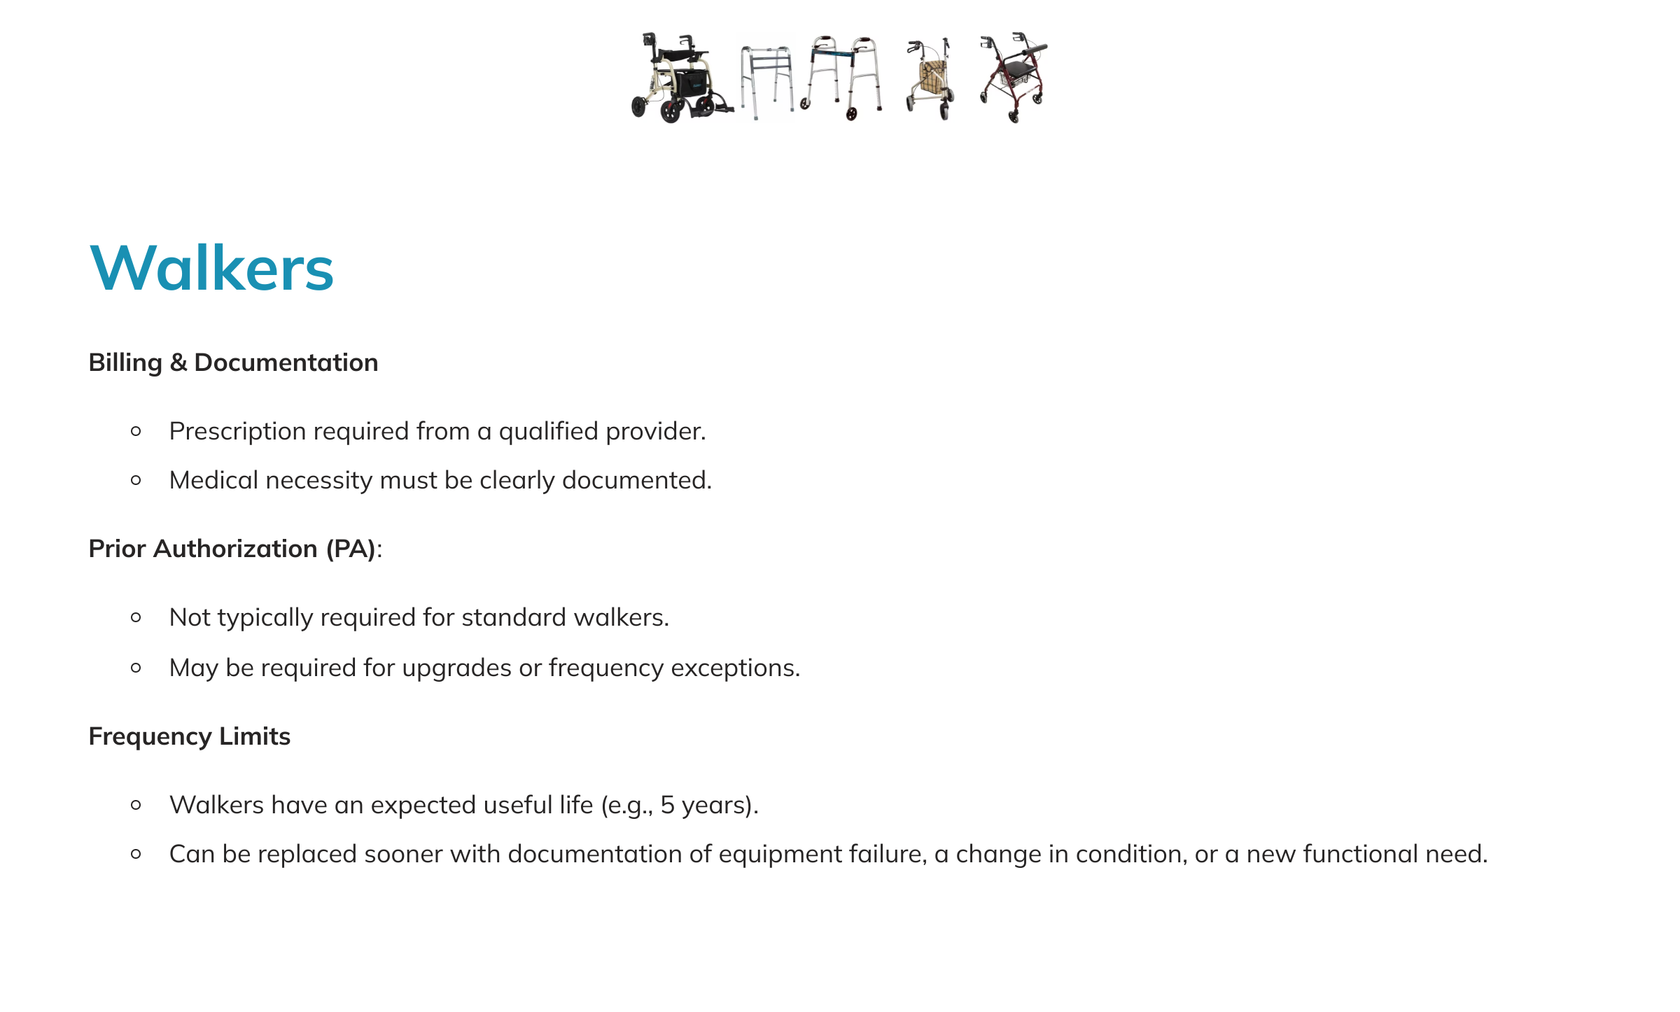 Walkers
Billing & Documentation
Prescription required from a qualified provider.
Medical necessity must be clearly documented.
Prior Authorization (PA):
Not typically required for standard walkers.
May be required for upgrades or frequency exceptions.
Frequency Limits
Walkers have an expected useful life (e.g., 5 years).
Can be replaced sooner with documentation of equipment failure, a change in condition, or a new functional need.